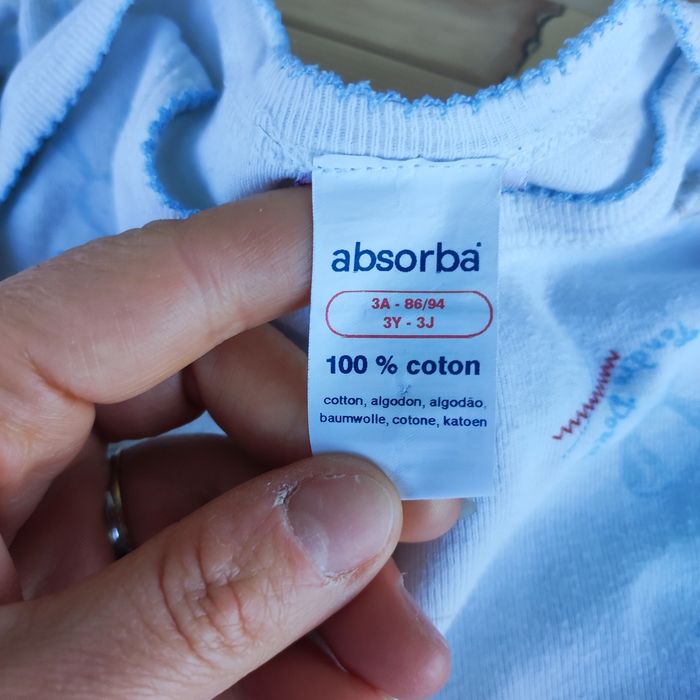 absorba
3A - 86/94
3Y - 3J
100 % coton
cotton, algodon, algodão,
baumwolle, cotone, katoen